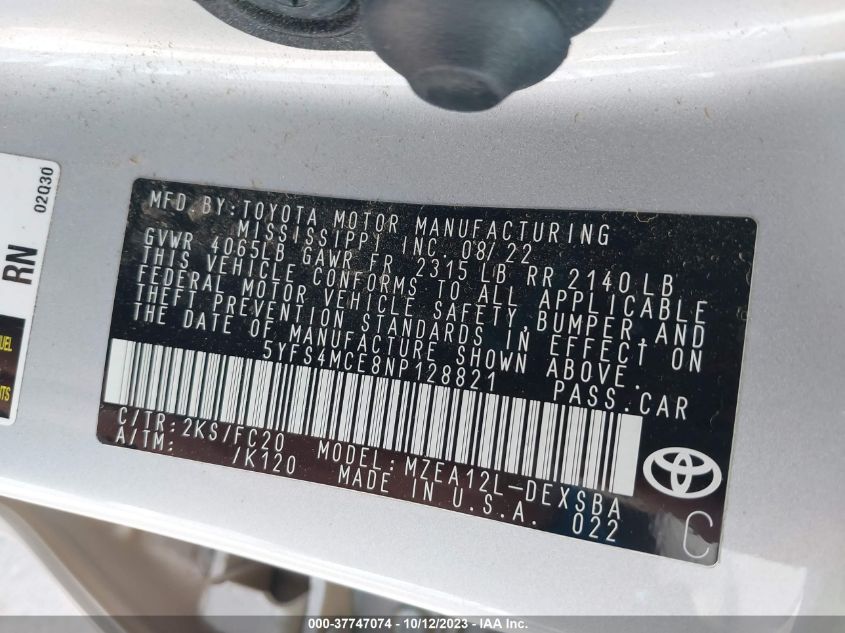 MFD.BY:TOYOTA MOTOR MANUFACTURING
MISSISSIPPI INC. 08/22
GVWR 4065LB GAWR FR 2315 LB RR 2140 LB
THIS VEHICLE CONFORMS TO ALL APPLICABLE
FEDERAL MOTOR VEHICLE SAFETY,BUMPER,AND
THEFT PREVENTION STANDARDS IN EFFECT ON
THE DATE OF MANUFACTURE SHOWN ABOVE.
5YFS4MCE8NP128821 PASS.CAR
C/TR:2KS/FC20 MODEL:MZEA12L-DEXSBA
A/TM: /K120 MADE IN U.S.A. 022
C
RN 02Q30
000-37747074 - 10/12/2023 - IAA Inc.